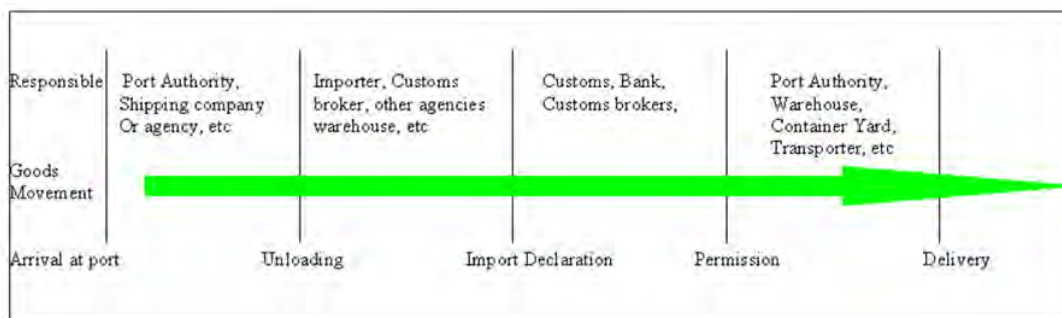 Responsible
Port Authority,
Shipping company
Or agency, etc
Importer, Customs
broker, other agencies
warehouse, etc
Customs, Bank,
Customs brokers,
Port Authority,
Warehouse,
Container Yard,
Transporter, etc
Goods
Movement
Arrival at port
Unloading
Import Declaration
Permission
Delivery